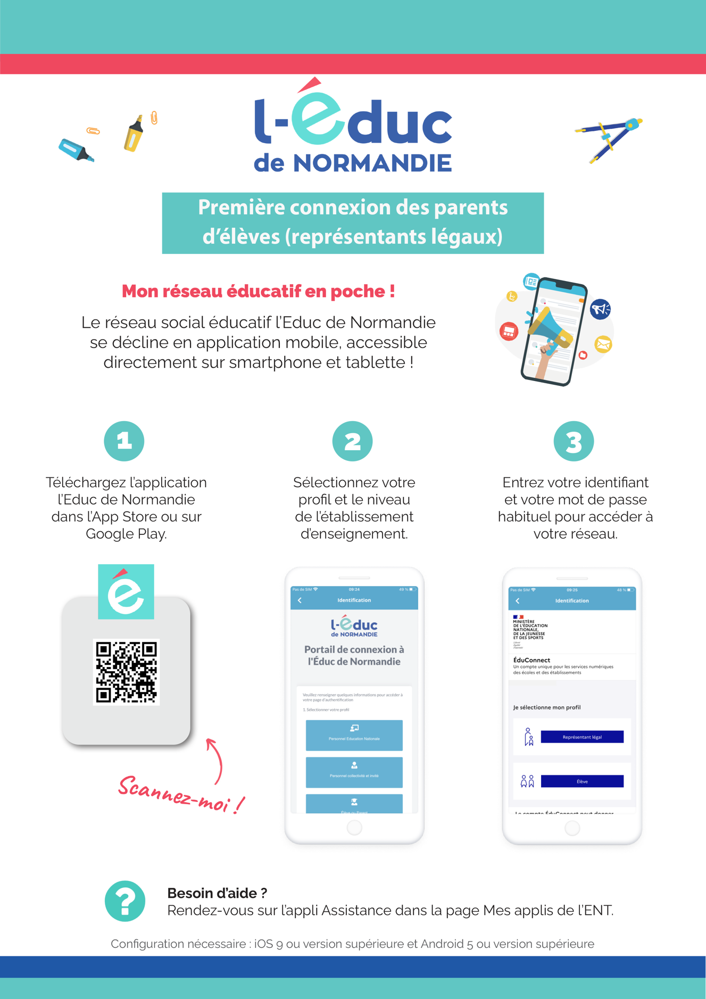 l-éduc
de NORMANDIE
Première connexion des parents
d'élèves (représentants légaux)
Mon réseau éducatif en poche !
Le réseau social éducatif l'Educ de Normandie
se décline en application mobile, accessible
directement sur smartphone et tablette !
1
Téléchargez l'application
l'Educ de Normandie
dans l'App Store ou sur
Google Play.
é
Scannez-moi !
2
Sélectionnez votre
profil et le niveau
de l'établissement
d'enseignement.
Pas de SIM 09:24 49 %
Identification
l-éduc
de NORMANDIE
Portail de connexion à
l'Éduc de Normandie
Veuillez renseigner quelques informations pour accéder à
votre page d'authentification
1. Sélectionner votre profil
Personnel Education Nationale
Personnel collectivité et invité
Élève ou Parent
3
Entrez votre identifiant
et votre mot de passe
habituel pour accéder à
votre réseau.
Pas de SIM 09:25 48 %
Identification
MINISTÈRE
DE L'ÉDUCATION
NATIONALE,
DE LA JEUNESSE
ET DES SPORTS
Liberté
Égalité
Fraternité
ÉduConnect
Un compte unique pour les services numériques
des écoles et des établissements
Je sélectionne mon profil
Représentant légal
Élève
Le compte ÉduConnect peut donner
?
Besoin d'aide ?
Rendez-vous sur l'appli Assistance dans la page Mes applis de l'ENT.
Configuration nécessaire : iOS 9 ou version supérieure et Android 5 ou version supérieure